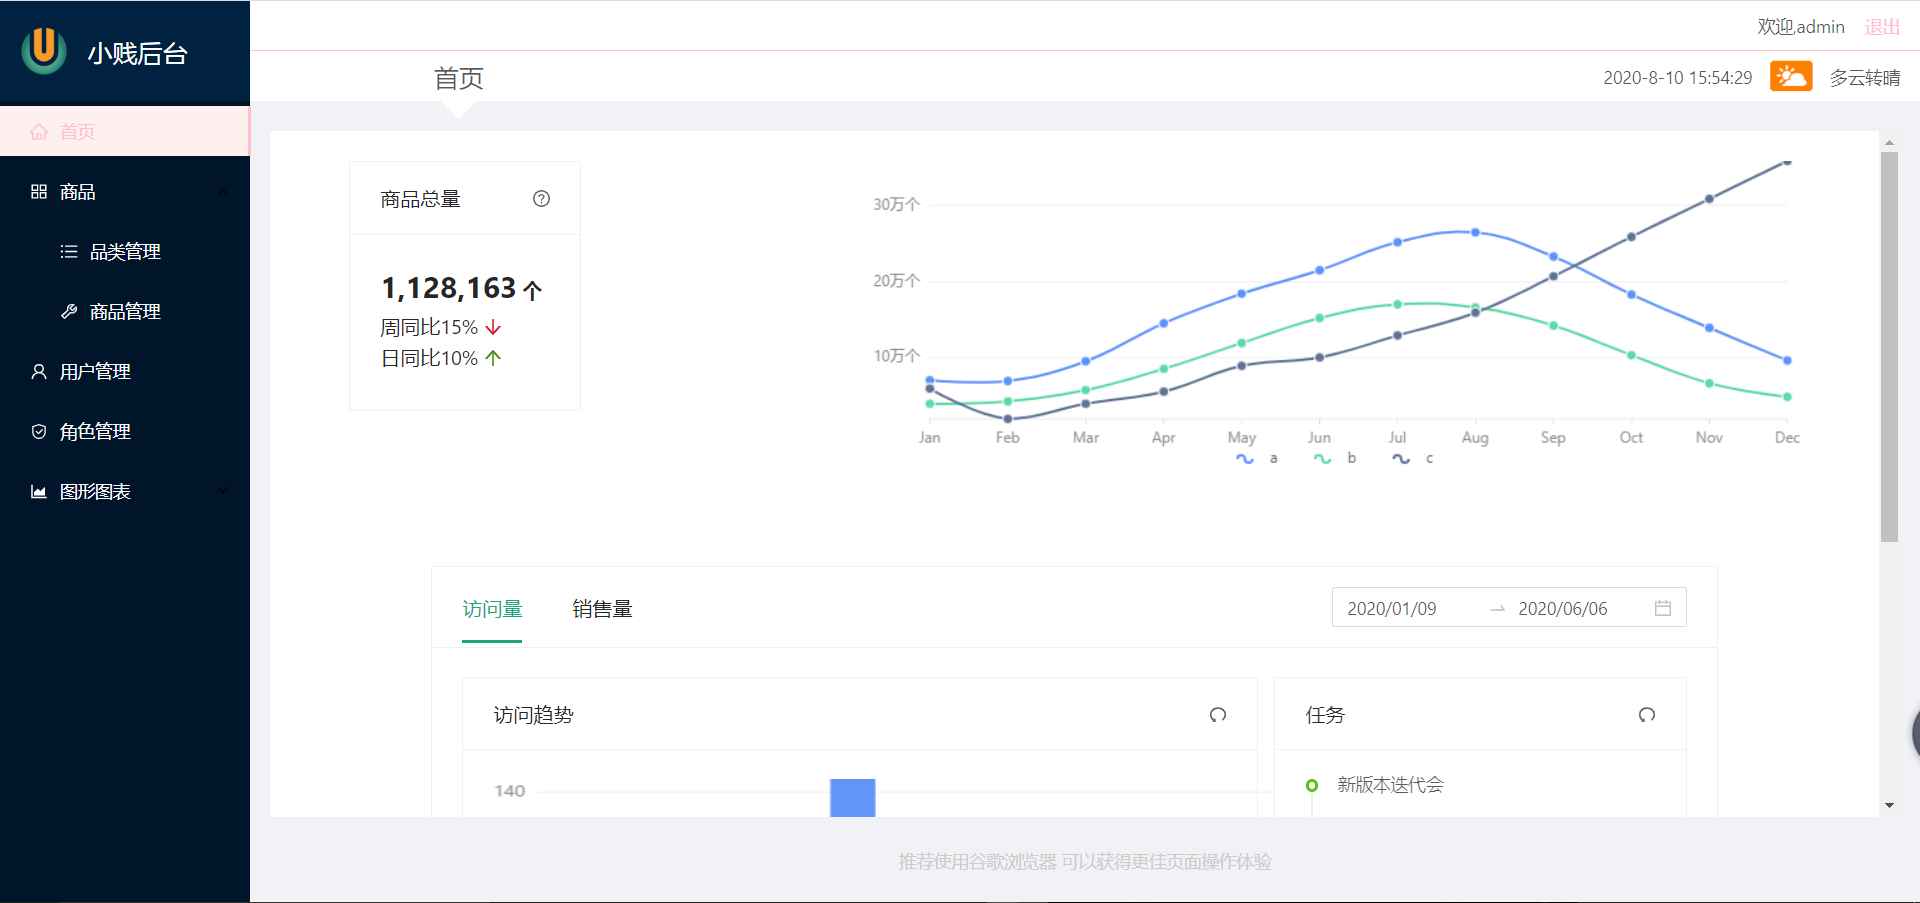 小贱后台
首页
商品
品类管理
商品管理
用户管理
角色管理
图形图表
欢迎,admin 退出
首页
2020-8-10 15:54:29 多云转晴
商品总量
1,128,163 个
周同比15%
日同比10%
30万个
20万个
10万个
Jan Feb Mar Apr May Jun Jul Aug Sep Oct Nov Dec
a b c
访问量 销售量
2020/01/09 2020/06/06
访问趋势
140
任务
新版本迭代会
推荐使用谷歌浏览器 可以获得更住页面操作体验